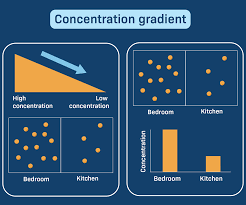 Concentration gradient
High
concentration
Low
concentration
Bedroom
Kitchen
Bedroom
Kitchen
Concentration
Bedroom
Kitchen